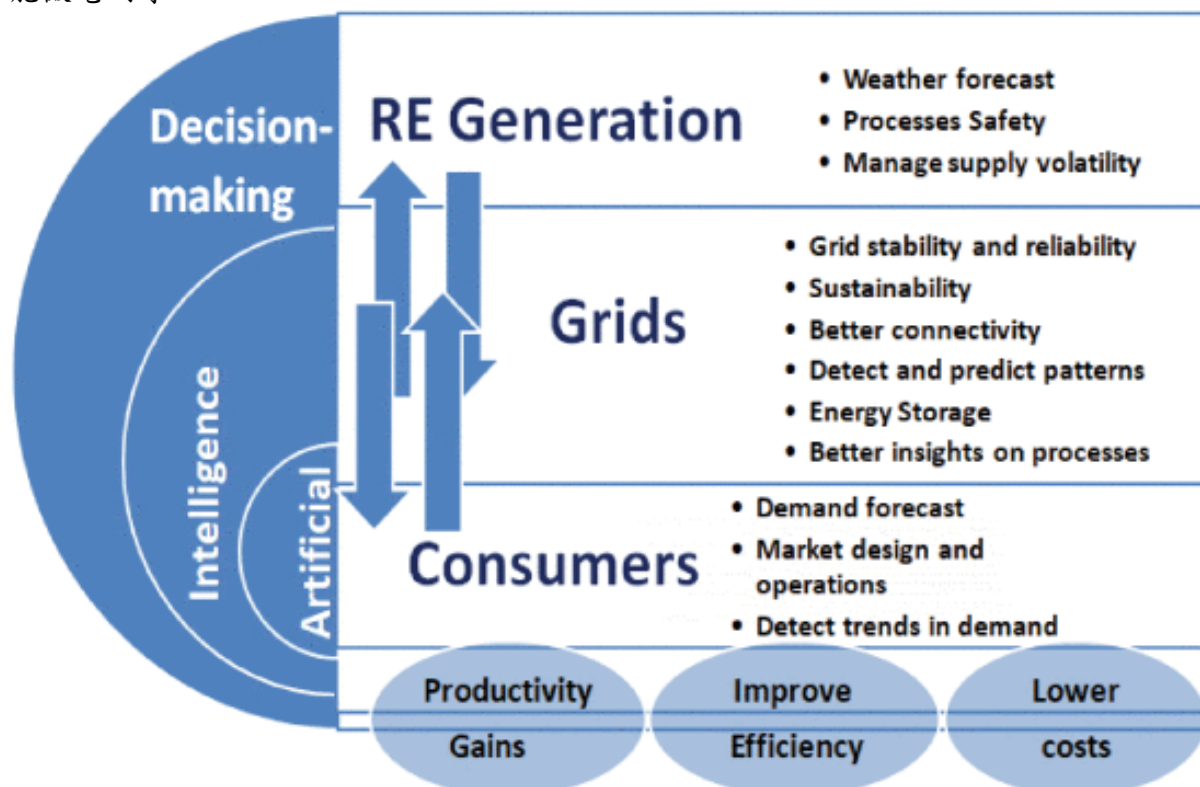 Decision-
making
Intelligence
Artificial
RE Generation
• Weather forecast
• Processes Safety
• Manage supply volatility
Grids
• Grid stability and reliability
• Sustainability
• Better connectivity
• Detect and predict patterns
• Energy Storage
• Better insights on processes
Consumers
• Demand forecast
• Market design and
operations
• Detect trends in demand
Productivity
Gains
Improve
Efficiency
Lower
costs